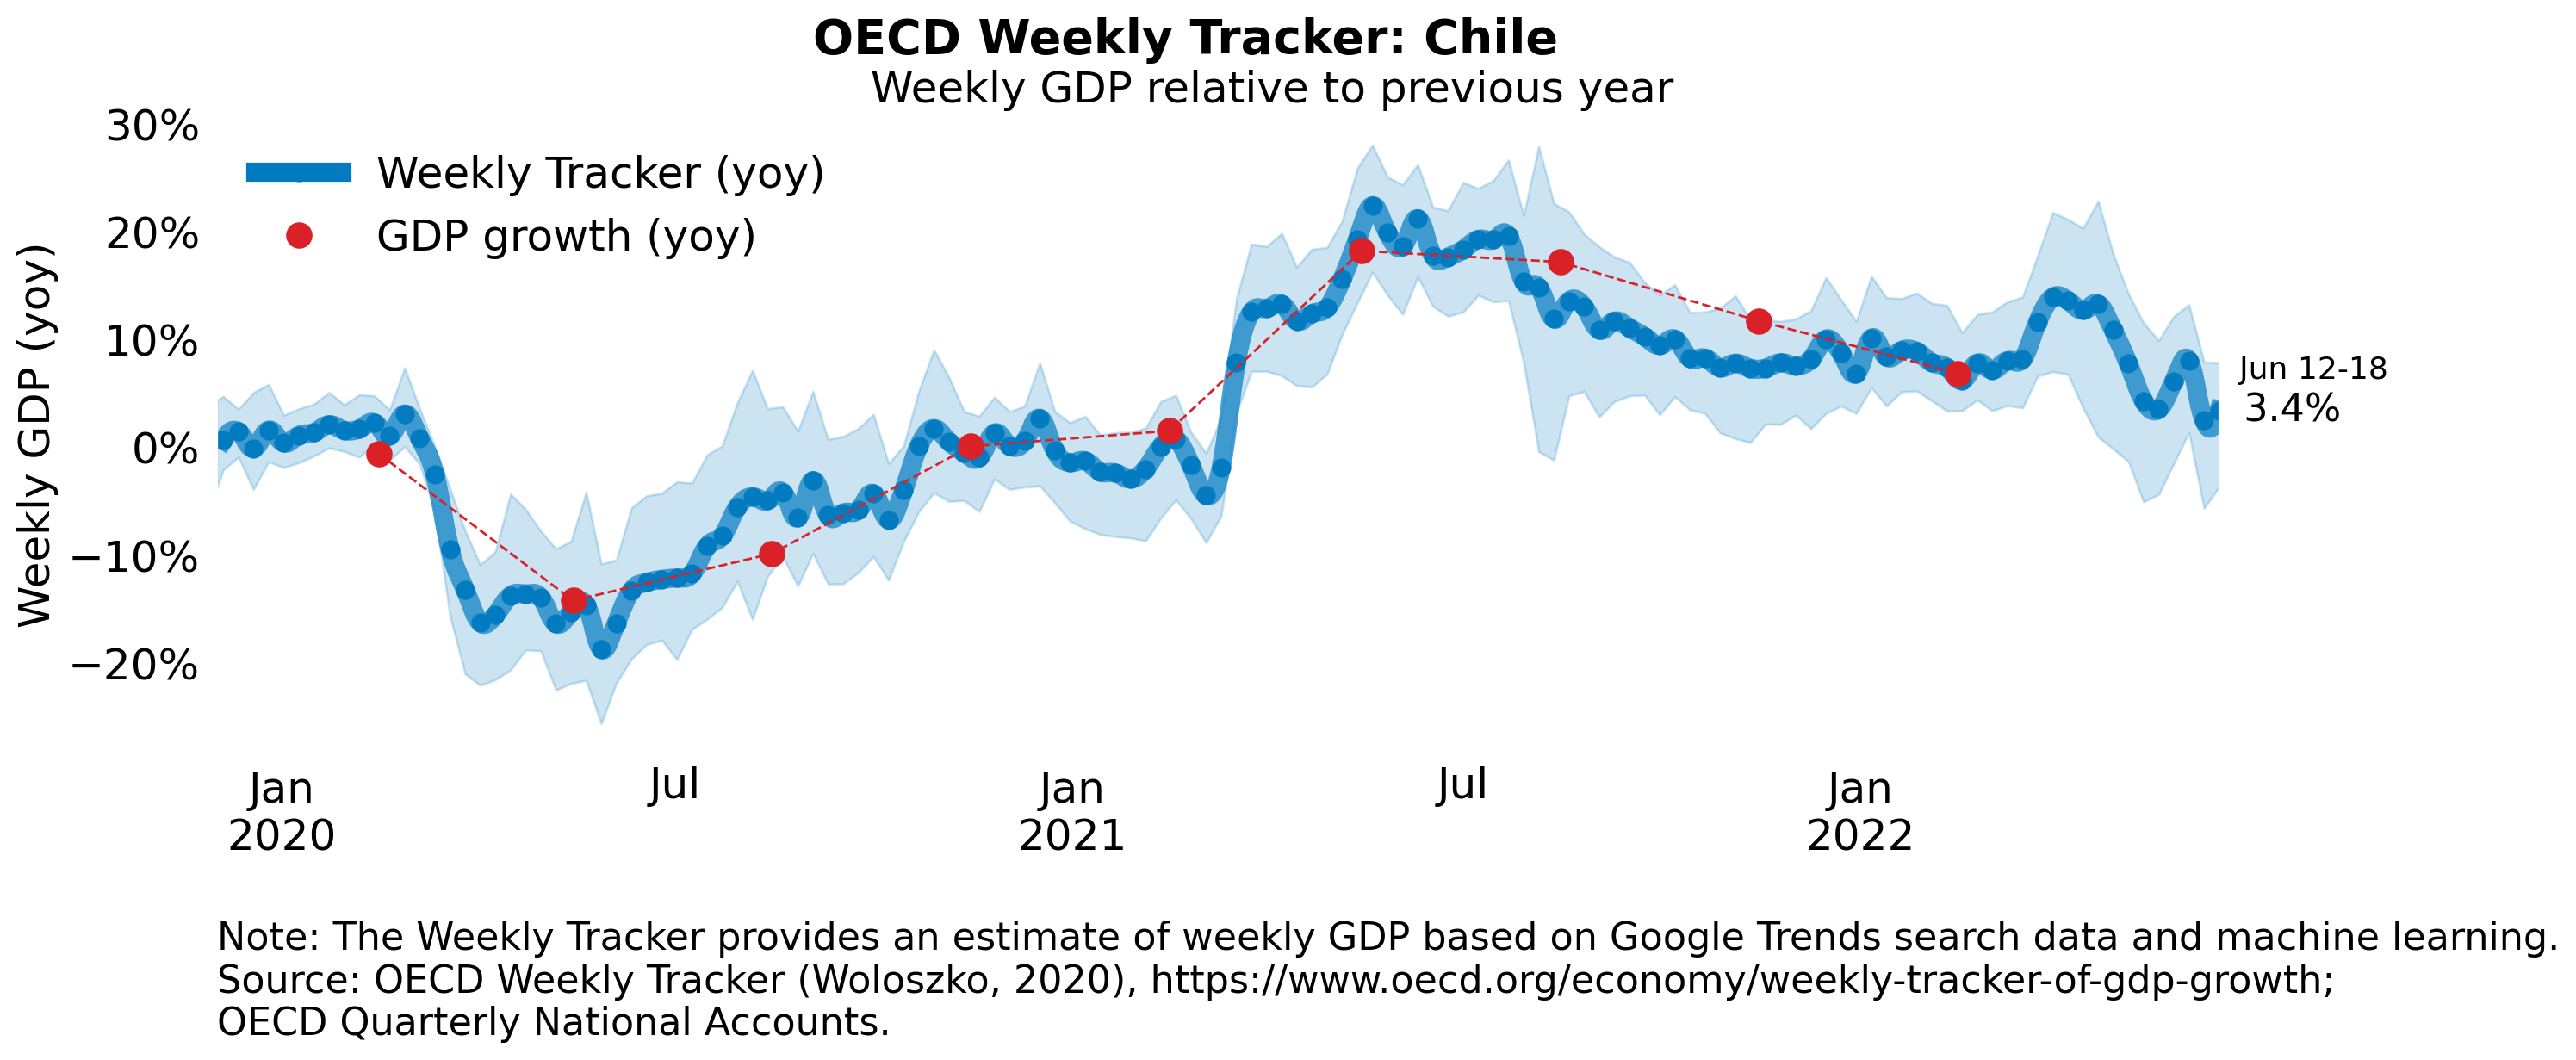 OECD Weekly Tracker: Chile
Weekly GDP relative to previous year
Weekly GDP (yoy)
30%
20%
10%
0%
−10%
−20%
Weekly Tracker (yoy)
GDP growth (yoy)
Jun 12-18
3.4%
Jan
2020
Jul
Jan
2021
Jul
Jan
2022
Note: The Weekly Tracker provides an estimate of weekly GDP based on Google Trends search data and machine learning.
Source: OECD Weekly Tracker (Woloszko, 2020), https://www.oecd.org/economy/weekly-tracker-of-gdp-growth;
OECD Quarterly National Accounts.